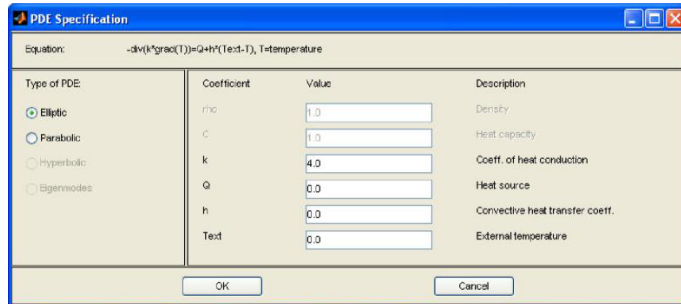 PDE Specification
Equation: -div(k*grad(T))=Q+h*(Text-T), T=temperature
Type of PDE: Coefficient Value Description
Elliptic rho 1.0 Density
Parabolic C 1.0 Heat capacity
Hyperbolic k 4.0 Coeff. of heat conduction
Eigenmodes Q 0.0 Heat source
h 0.0 Convective heat transfer coeff.
Text 0.0 External temperature
OK Cancel